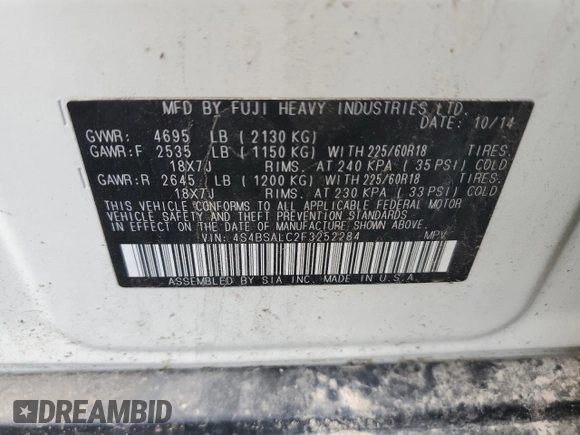 MFD BY FUJI HEAVY INDUSTRIES LTD.
DATE: 10/14
GVWR: 4695 LB ( 2130 KG)
GAWR:F 2535 LB ( 1150 KG) WITH 225/60R18 TIRES.
18X7J RIMS. AT 240 KPA ( 35 PSI) COLD
GAWR:R 2645 LB ( 1200 KG) WITH 225/60R18 TIRES.
18X7J RIMS. AT 230 KPA ( 33 PSI) COLD
THIS VEHICLE CONFORMS TO ALL APPLICABLE FEDERAL MOTOR
VEHICLE SAFETY AND THEFT PREVENTION STANDARDS
IN EFFECT ON THE DATE OF MANUFACTURE SHOWN ABOVE.
VIN: 4S4BSALC2F3252284 MPV
ASSEMBLED BY SIA INC. MADE IN U.S.A.
DREAMBID